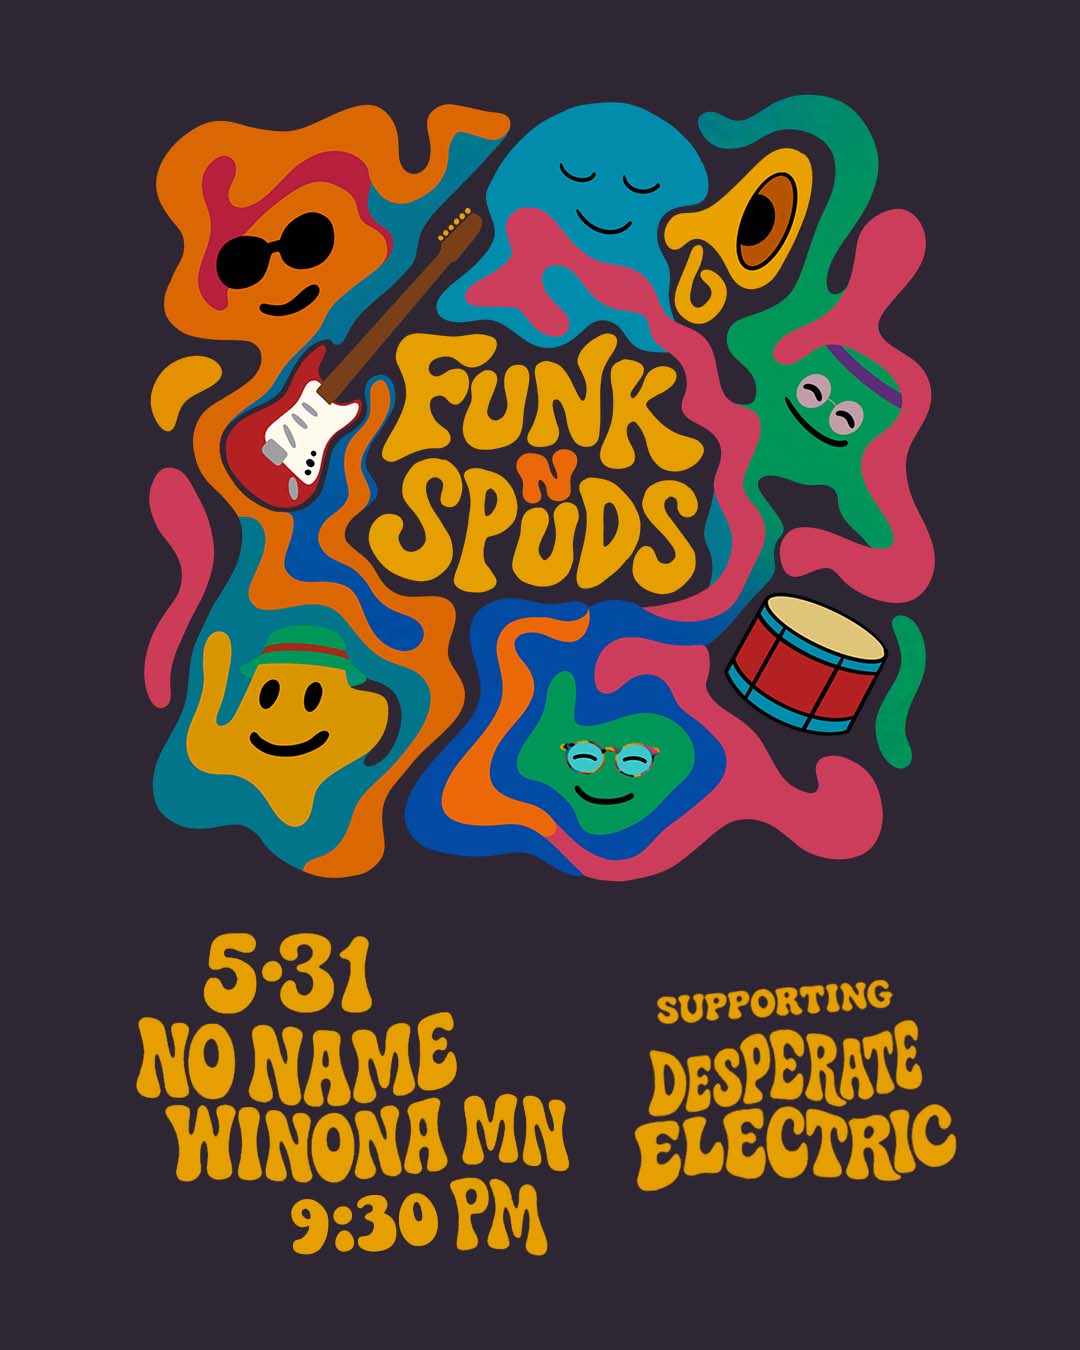 FUNK
N
SPUDS
5·31
NO NAME
WINONA MN
9:30 PM
SUPPORTING
DESPERATE
ELECTRIC